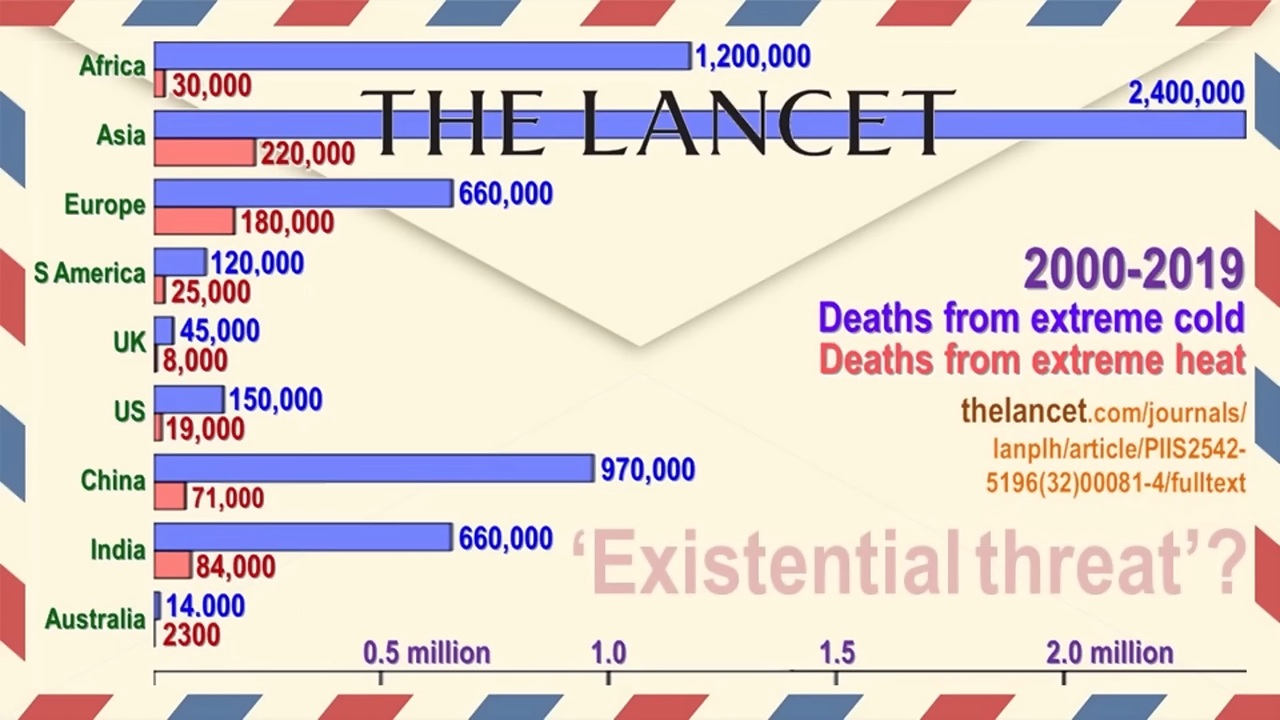 Africa
1,200,000
30,000
2,400,000
THE LANCET
Asia
220,000
Europe
660,000
180,000
S America
120,000
25,000
2000-2019
UK
45,000
8,000
Deaths from extreme cold
Deaths from extreme heat
US
150,000
19,000
thelancet.com/journals/
lanplh/article/PIIS2542-
5196(32)00081-4/fulltext
China
970,000
71,000
India
660,000
84,000
‘Existential threat’?
Australia
14.000
2300
0.5 million 1.0 1.5 2.0 million